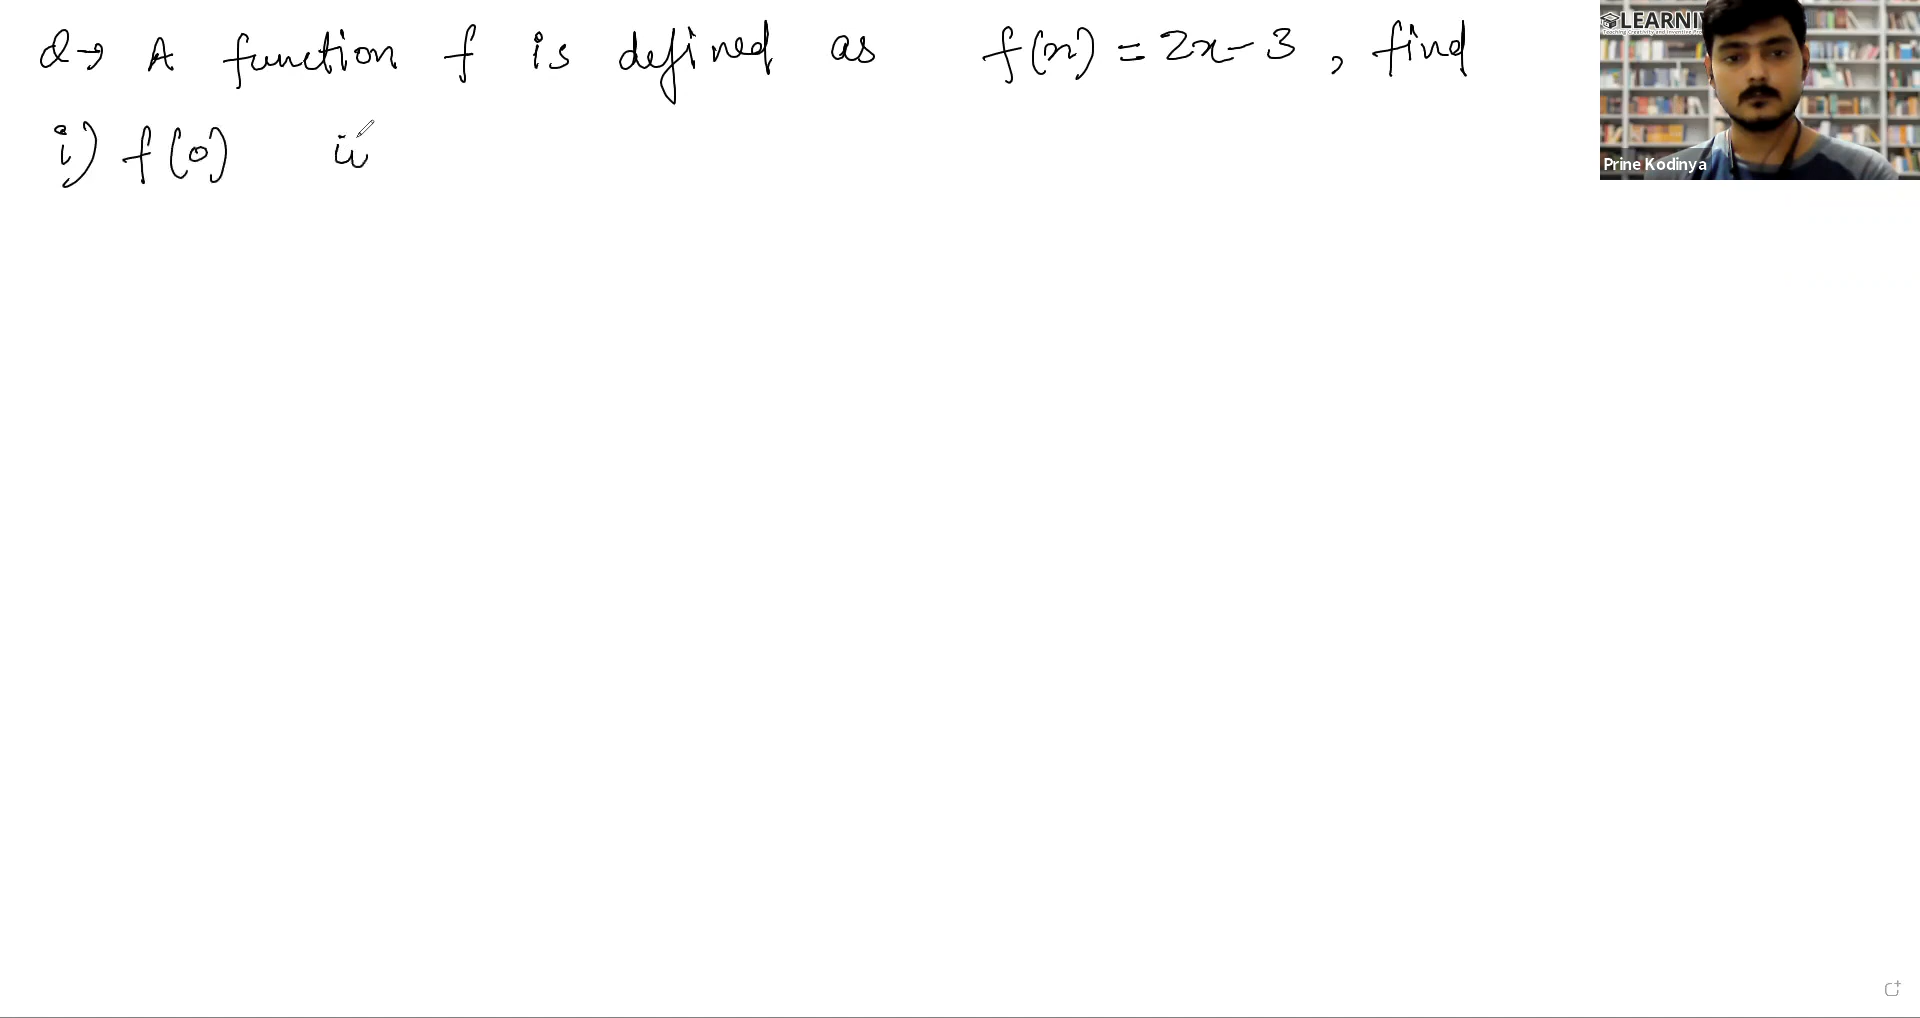 Q→ A function f is defined as f(x) = 2x - 3 , find
i) f(0) ii
LEARNI
Prine Kodinya